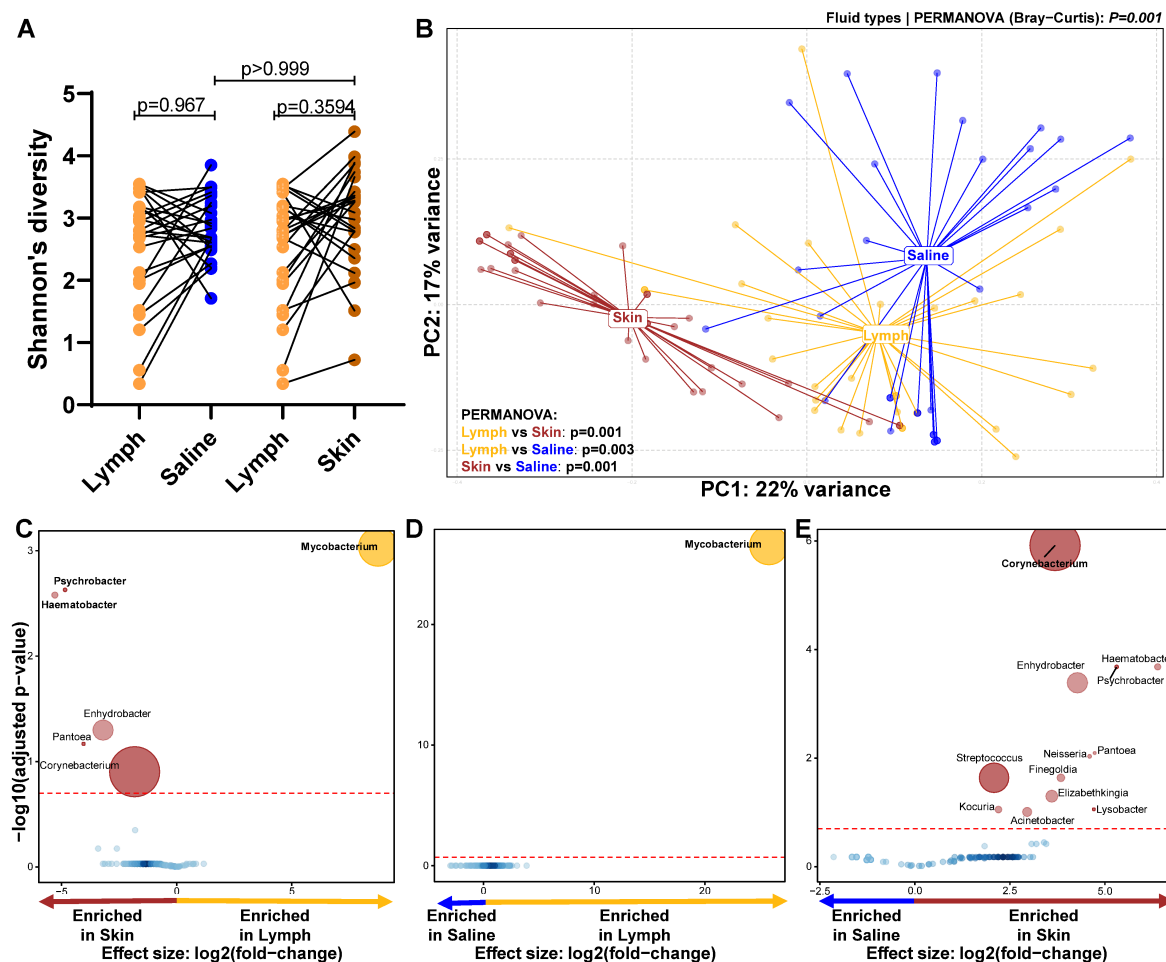 A
p>0.999
p=0.967
p=0.3594
Shannon's diversity
5
4
3
2
1
0
Lymph
Saline
Lymph
Skin
B
Fluid types | PERMANOVA (Bray−Curtis): P=0.001
PC2: 17% variance
Saline
Skin
Lymph
PERMANOVA:
Lymph vs Skin: p=0.001
Lymph vs Saline: p=0.003
Skin vs Saline: p=0.001
PC1: 22% variance
C
−log10(adjusted p−value)
3
2
1
0
Mycobacterium
Psychrobacter
Haematobacter
Enhydrobacter
Pantoea
Corynebacterium
−5
0
5
Enriched
in Skin
Enriched
in Lymph
Effect size: log2(fold−change)
D
20
10
0
Mycobacterium
0
10
20
Enriched
in Saline
Enriched
in Lymph
Effect size: log2(fold−change)
E
6
4
2
0
Corynebacterium
Haematobacte
Enhydrobacter
Psychrobacter
Neisseria
Pantoea
Streptococcus
Finegoldia
Elizabethkingia
Kocuria
Lysobacter
Acinetobacter
−2.5
0.0
2.5
5.0
Enriched
in Saline
Enriched
in Skin
Effect size: log2(fold−change)